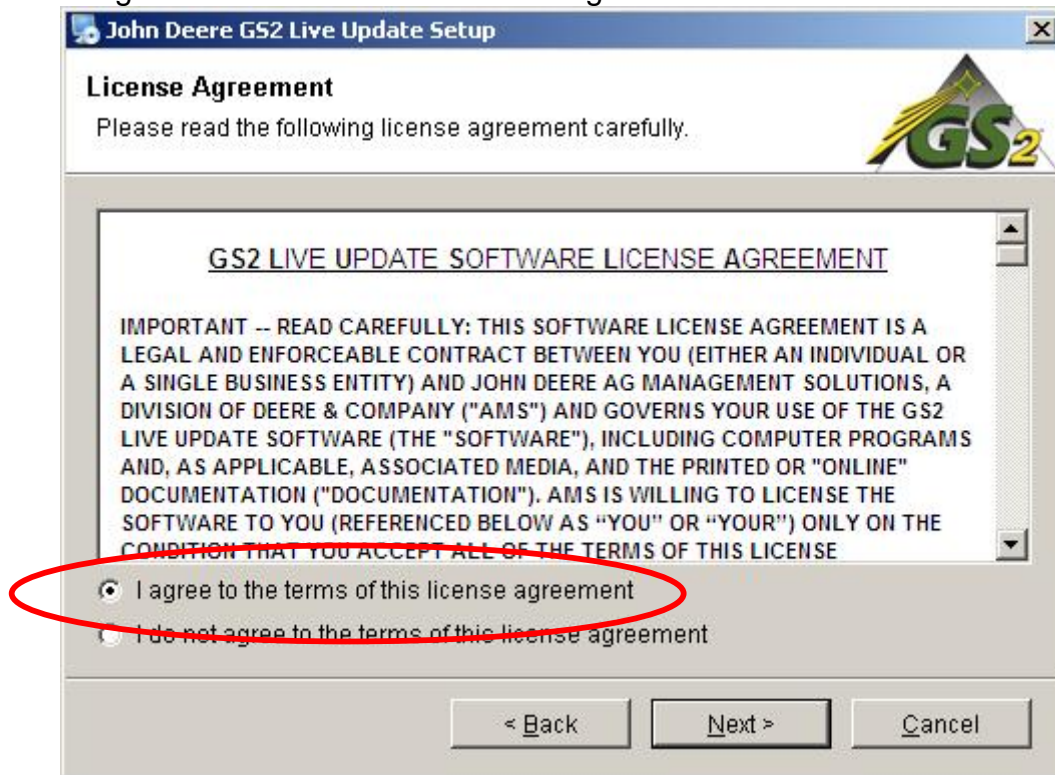 John Deere GS2 Live Update Setup
License Agreement
Please read the following license agreement carefully.
GS2
GS2 LIVE UPDATE SOFTWARE LICENSE AGREEMENT
IMPORTANT -- READ CAREFULLY: THIS SOFTWARE LICENSE AGREEMENT IS A
LEGAL AND ENFORCEABLE CONTRACT BETWEEN YOU (EITHER AN INDIVIDUAL OR
A SINGLE BUSINESS ENTITY) AND JOHN DEERE AG MANAGEMENT SOLUTIONS, A
DIVISION OF DEERE & COMPANY ("AMS") AND GOVERNS YOUR USE OF THE GS2
LIVE UPDATE SOFTWARE (THE "SOFTWARE"), INCLUDING COMPUTER PROGRAMS
AND, AS APPLICABLE, ASSOCIATED MEDIA, AND THE PRINTED OR "ONLINE"
DOCUMENTATION ("DOCUMENTATION"). AMS IS WILLING TO LICENSE THE
SOFTWARE TO YOU (REFERENCED BELOW AS “YOU” OR “YOUR”) ONLY ON THE
CONDITION THAT YOU ACCEPT ALL OF THE TERMS OF THIS LICENSE
I agree to the terms of this license agreement
I do not agree to the terms of this license agreement
< Back
Next >
Cancel